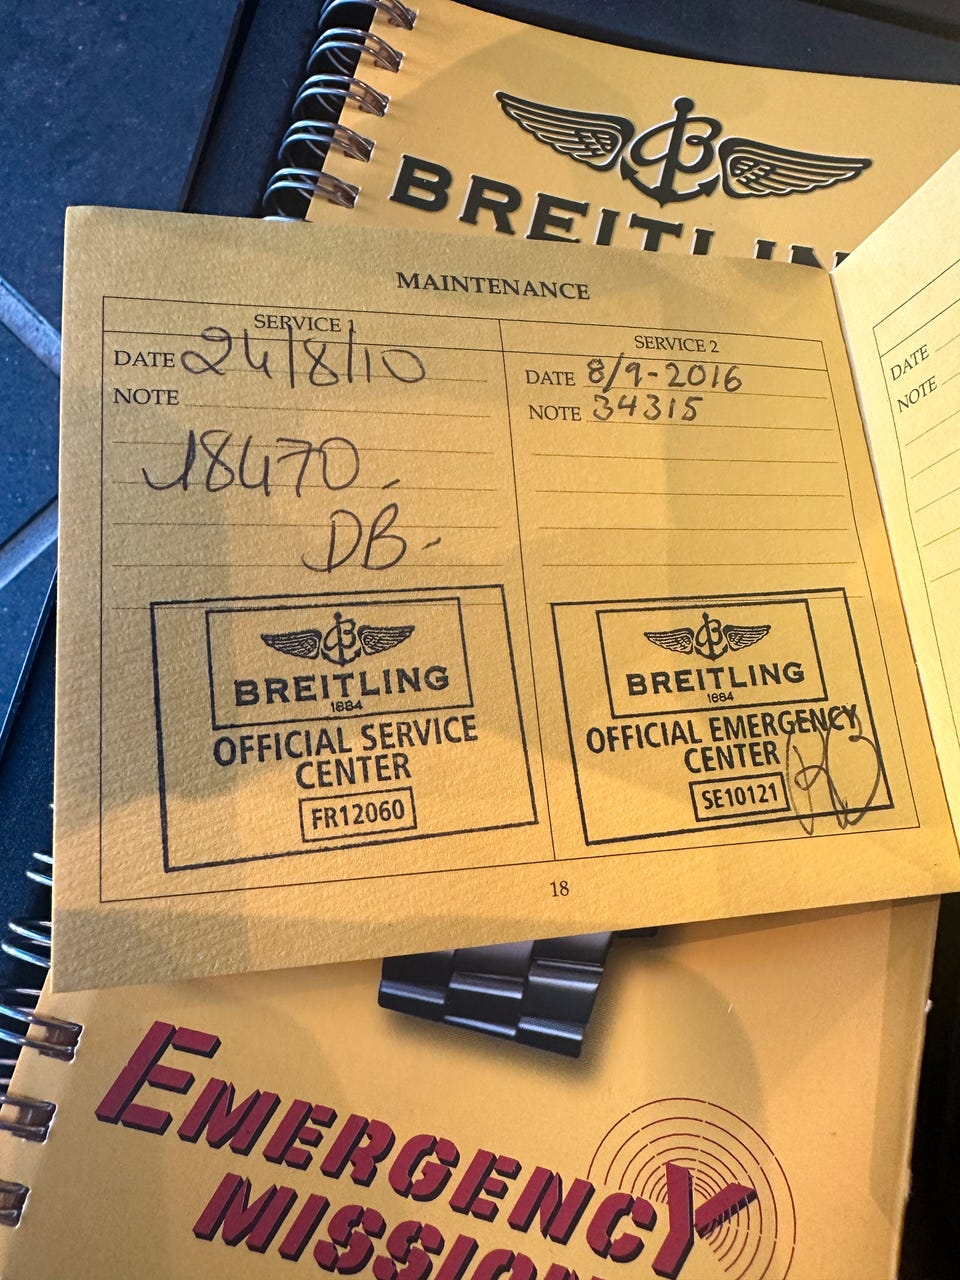 BREITLIN
MAINTENANCE
SERVICE 1
DATE 24/8/10
NOTE
18470-
DB-
BREITLING
1884
OFFICIAL SERVICE
CENTER
FR12060
SERVICE 2
DATE 8/9-2016
NOTE 34315
BREITLING
1884
OFFICIAL EMERGENCY
CENTER
SE10121
18
DATE
NOTE
EMERGENCY
MISSION